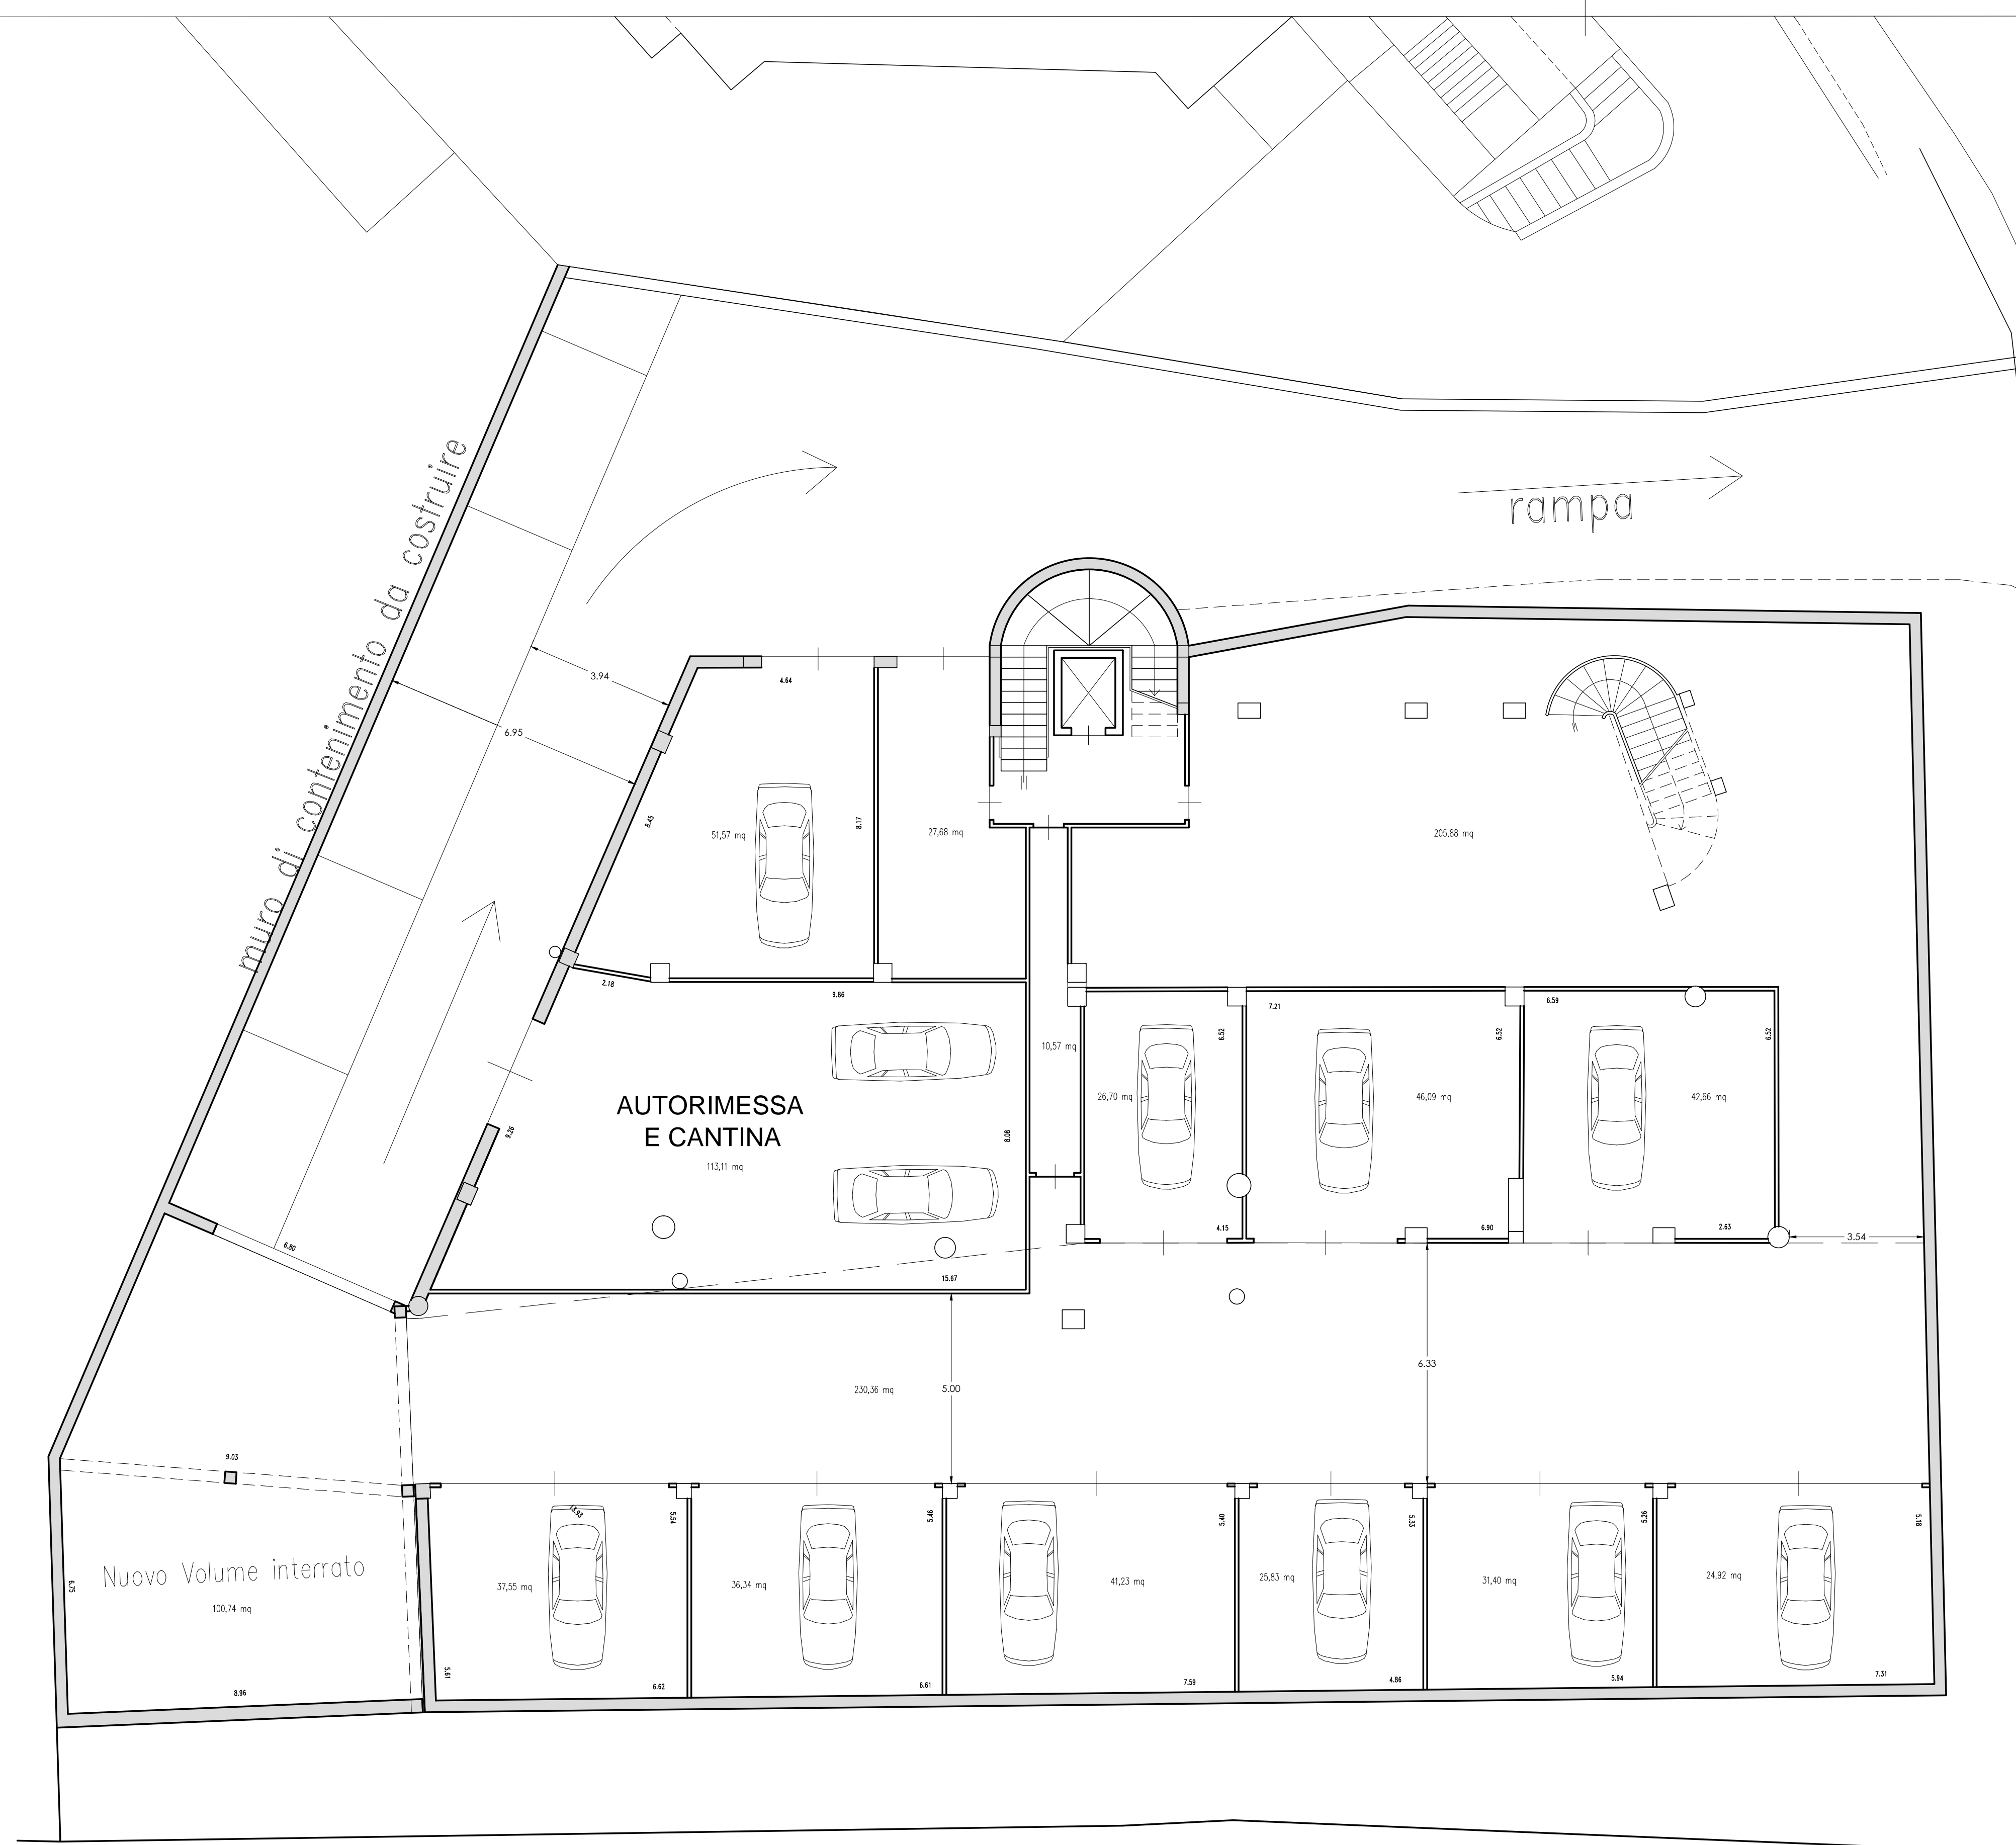 muro di contenimento da costruire
rampa
3.94
6.95
4.64
8.45
8.17
51,57 mq
27,68 mq
205,88 mq
2.18
9.86
10,57 mq
7.21
6.59
6.52
6.52
6.52
26,70 mq
46,09 mq
42,66 mq
AUTORIMESSA
E CANTINA
113,11 mq
9.26
8.08
4.15
6.90
2.63
3.54
6.80
15.67
230,36 mq
5.00
6.33
9.03
13.93
5.54
5.46
5.40
5.33
5.26
5.18
Nuovo Volume interrato
100,74 mq
6.75
37,55 mq
36,34 mq
41,23 mq
25,83 mq
31,40 mq
24,92 mq
5.61
8.96
6.62
6.61
7.59
4.86
5.94
7.31